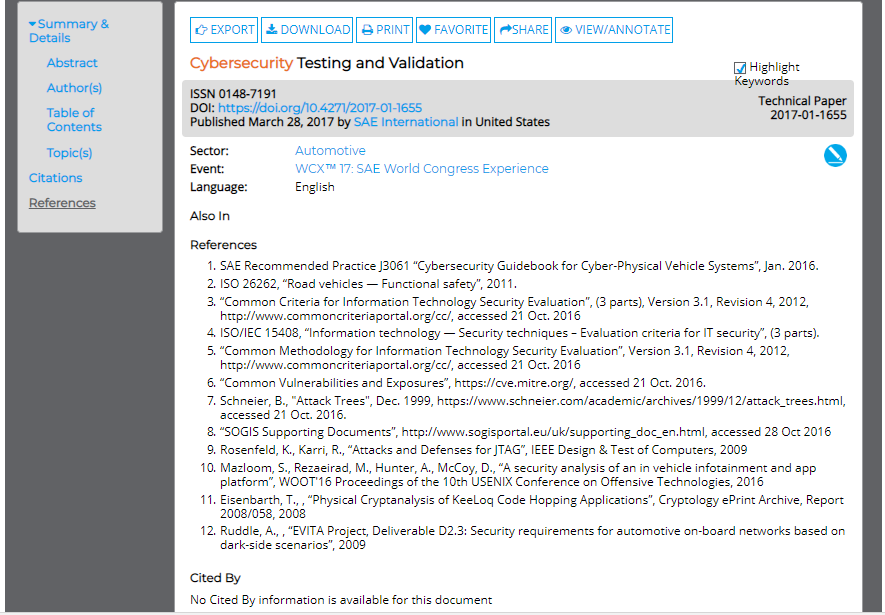 Summary &
Details
Abstract
Author(s)
Table of
Contents
Topic(s)
Citations
References
EXPORT DOWNLOAD PRINT FAVORITE SHARE VIEW/ANNOTATE
Cybersecurity Testing and Validation
Highlight
Keywords
ISSN 0148-7191
DOI: https://doi.org/10.4271/2017-01-1655
Published March 28, 2017 by SAE International in United States
Technical Paper
2017-01-1655
Sector: Automotive
Event: WCX™ 17: SAE World Congress Experience
Language: English
Also In
References
1. SAE Recommended Practice J3061 “Cybersecurity Guidebook for Cyber-Physical Vehicle Systems”, Jan. 2016.
2. ISO 26262, “Road vehicles — Functional safety”, 2011.
3. “Common Criteria for Information Technology Security Evaluation”, (3 parts), Version 3.1, Revision 4, 2012,
http://www.commoncriteriaportal.org/cc/, accessed 21 Oct. 2016
4. ISO/IEC 15408, “Information technology — Security techniques – Evaluation criteria for IT security”, (3 parts).
5. “Common Methodology for Information Technology Security Evaluation”, Version 3.1, Revision 4, 2012,
http://www.commoncriteriaportal.org/cc/, accessed 21 Oct. 2016
6. “Common Vulnerabilities and Exposures”, https://cve.mitre.org/, accessed 21 Oct. 2016.
7. Schneier, B., "Attack Trees", Dec. 1999, https://www.schneier.com/academic/archives/1999/12/attack_trees.html,
accessed 21 Oct. 2016.
8. “SOGIS Supporting Documents”, http://www.sogisportal.eu/uk/supporting_doc_en.html, accessed 28 Oct 2016
9. Rosenfeld, K., Karri, R., “Attacks and Defenses for JTAG”, IEEE Design & Test of Computers, 2009
10. Mazloom, S., Rezaeirad, M., Hunter, A., McCoy, D., “A security analysis of an in vehicle infotainment and app
platform”, WOOT’16 Proceedings of the 10th USENIX Conference on Offensive Technologies, 2016
11. Eisenbarth, T., , “Physical Cryptanalysis of KeeLoq Code Hopping Applications”, Cryptology ePrint Archive, Report
2008/058, 2008
12. Ruddle, A., , “EVITA Project, Deliverable D2.3: Security requirements for automotive on-board networks based on
dark-side scenarios”, 2009
Cited By
No Cited By information is available for this document